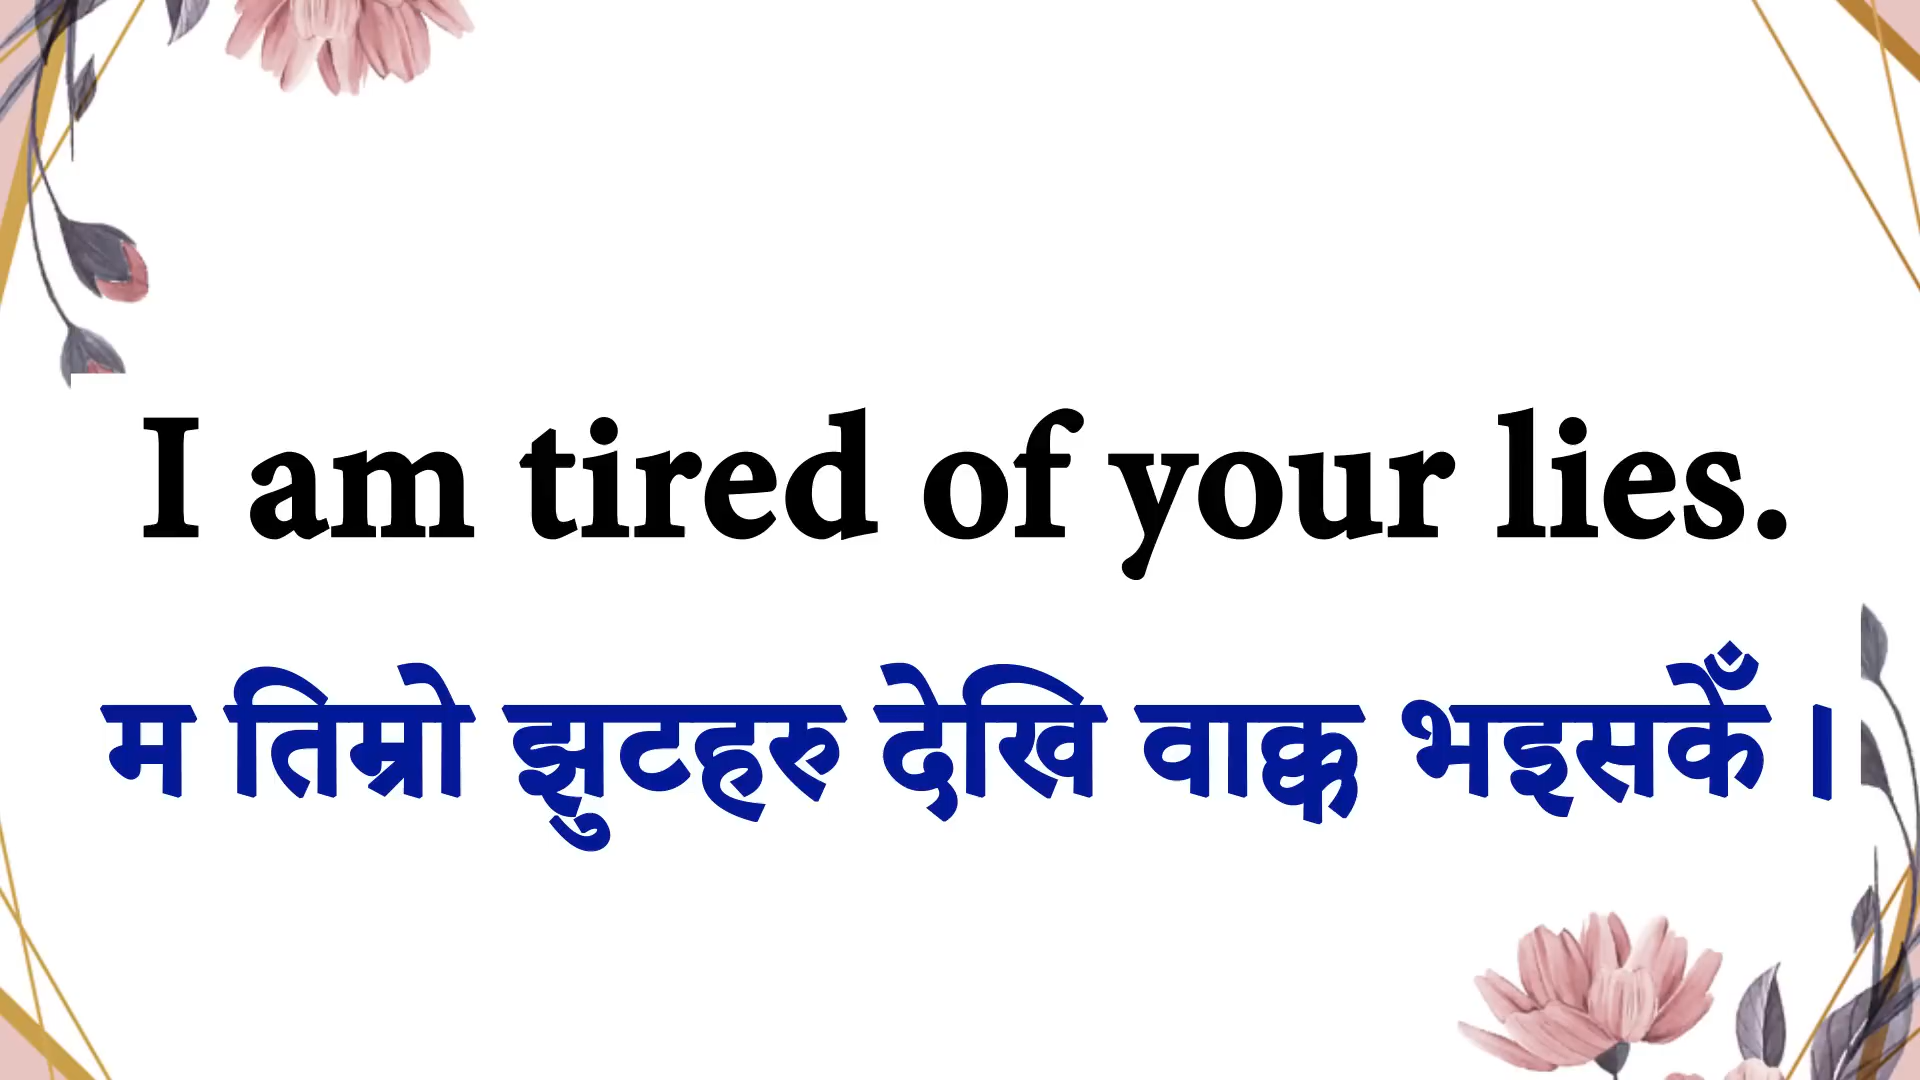 I am tired of your lies.
म तिम्रो झुटहरु देखि वाक्क भइसकेँ ।